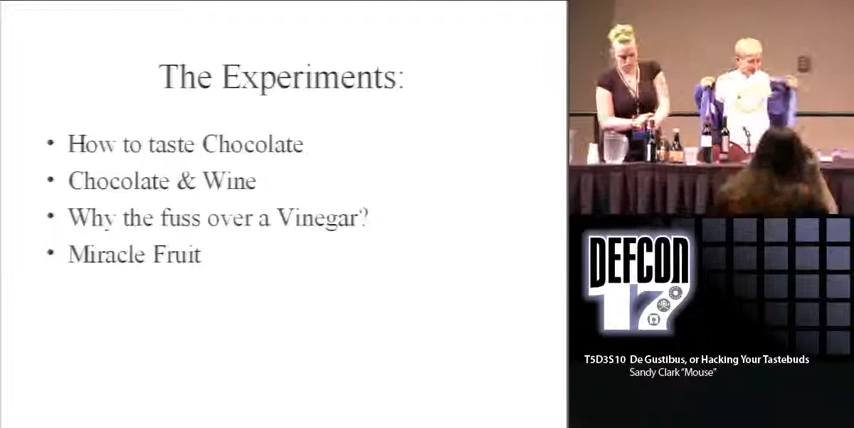 The Experiments:
• How to taste Chocolate
• Chocolate & Wine
• Why the fuss over a Vinegar?
• Miracle Fruit
DEFCON
17
T5D3S10 De Gustibus, or Hacking Your Tastebuds
Sandy Clark "Mouse"